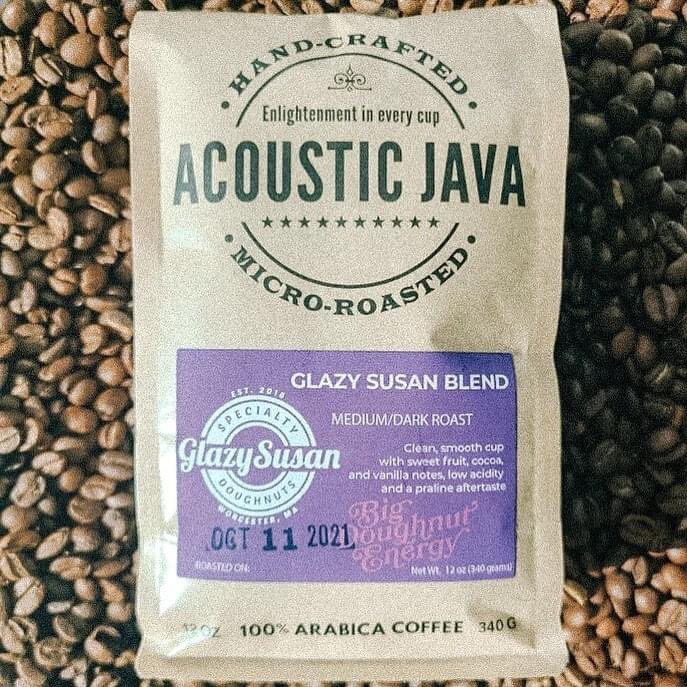 HAND-CRAFTED
Enlightenment in every cup
ACOUSTIC JAVA
MICRO-ROASTED
GLAZY SUSAN BLEND
MEDIUM/DARK ROAST
Clean, smooth cup
with sweet fruit, cocoa,
and vanilla notes, low acidity
and a praline aftertaste
EST. 2018
SPECIALTY
GlazySusan
DOUGHNUTS
WORCESTER, MA
Big
Doughnut
Energy
OCT 11 2021
ROASTED ON:
Net Wt. 12 oz (340 grams)
12 OZ 100% ARABICA COFFEE 340 G